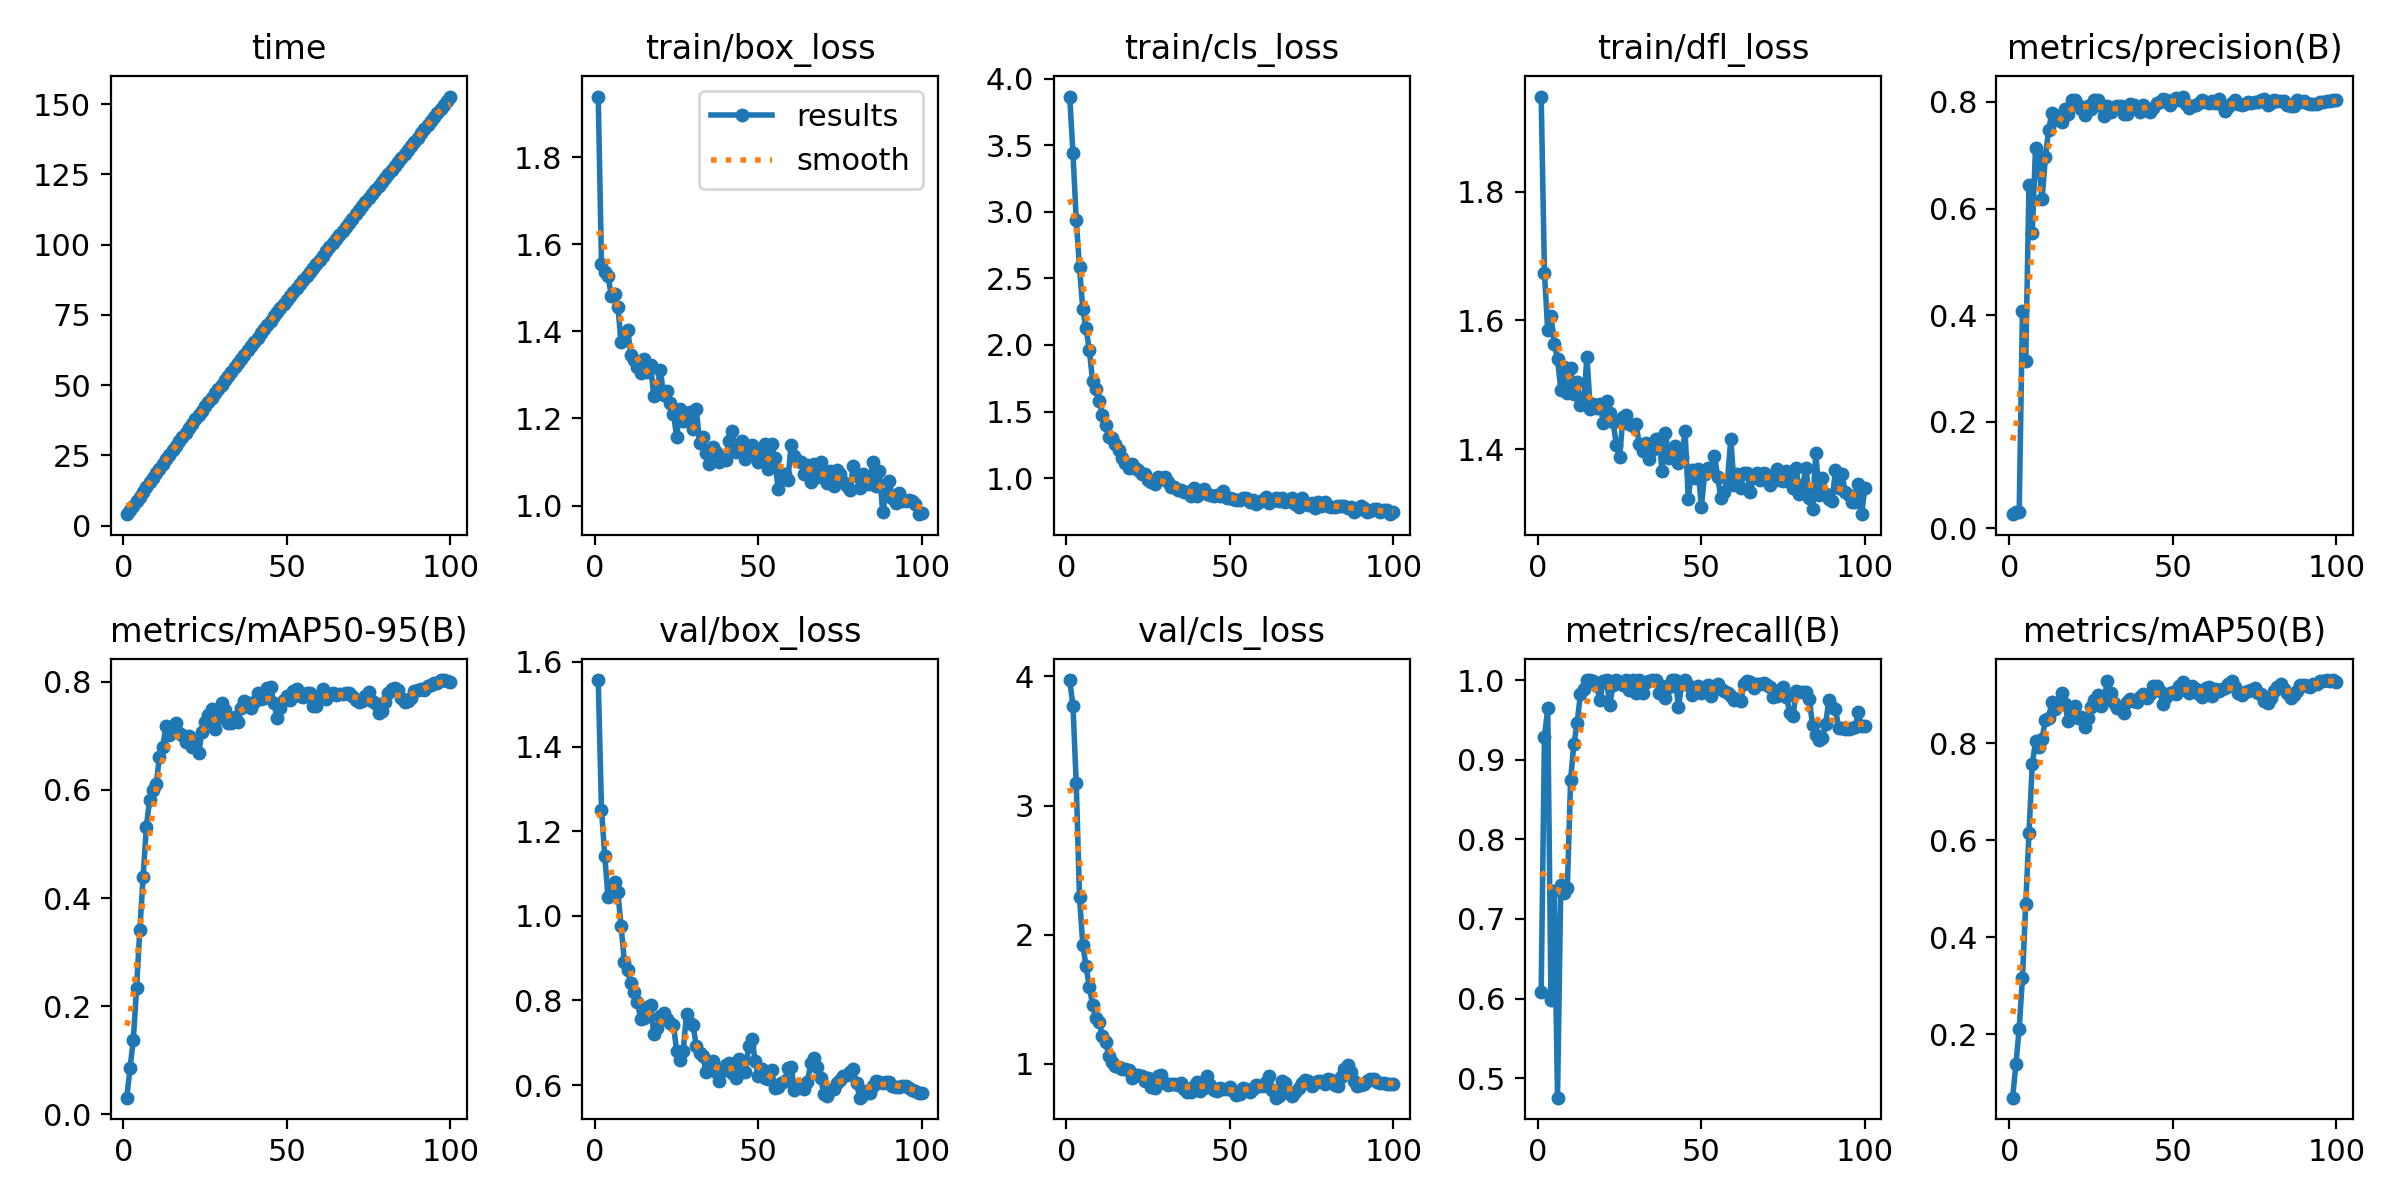 time
train/box_loss
train/cls_loss
train/dfl_loss
metrics/precision(B)
150
125
100
75
50
25
0
0 50 100
results
smooth
1.8
1.6
1.4
1.2
1.0
0 50 100
4.0
3.5
3.0
2.5
2.0
1.5
1.0
0 50 100
1.8
1.6
1.4
0 50 100
0.8
0.6
0.4
0.2
0.0
0 50 100
metrics/mAP50-95(B)
val/box_loss
val/cls_loss
metrics/recall(B)
metrics/mAP50(B)
0.8
0.6
0.4
0.2
0.0
0 50 100
1.6
1.4
1.2
1.0
0.8
0.6
0 50 100
4
3
2
1
0 50 100
1.0
0.9
0.8
0.7
0.6
0.5
0 50 100
0.8
0.6
0.4
0.2
0 50 100